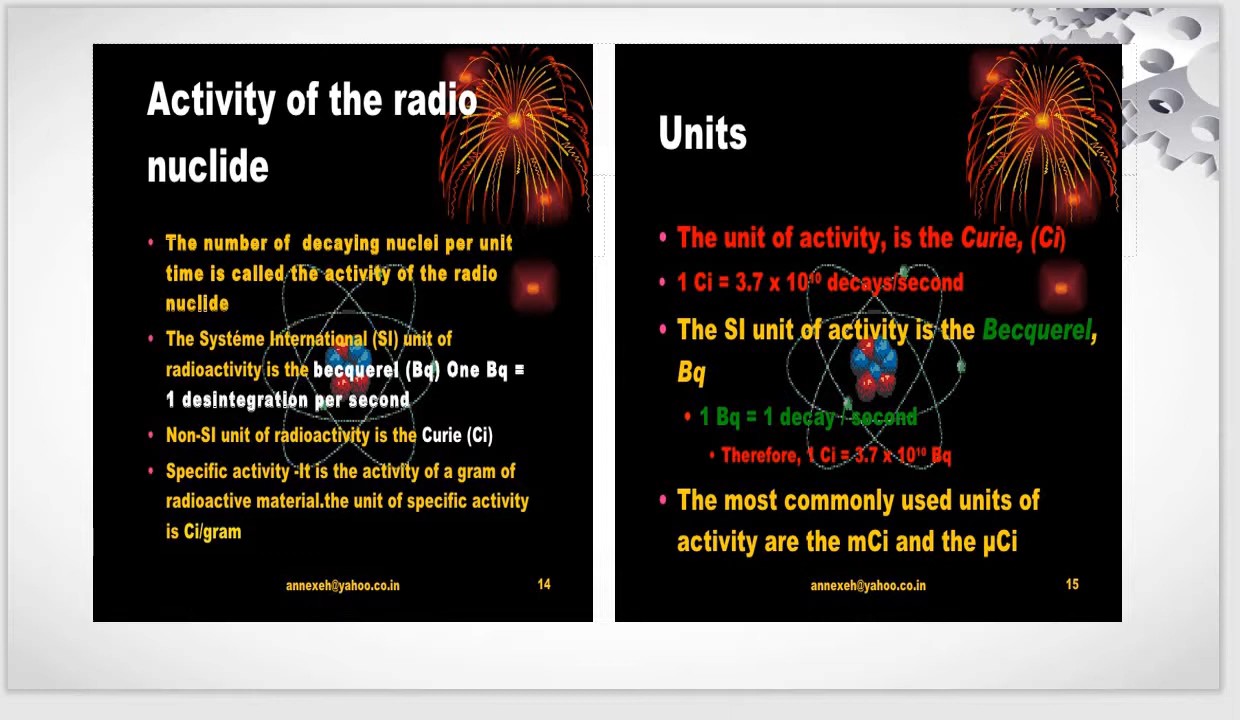 Activity of the radio
nuclide
The number of decaying nuclei per unit
time is called the activity of the radio
nuclide
The Systéme International (SI) unit of
radioactivity is the becquerel (Bq) One Bq =
1 desintegration per second
Non-SI unit of radioactivity is the Curie (Ci)
Specific activity -It is the activity of a gram of
radioactive material.the unit of specific activity
is Ci/gram
annexeh@yahoo.co.in 14
Units
The unit of activity, is the Curie, (Ci)
1 Ci = 3.7 x 10¹⁰ decays/second
The SI unit of activity is the Becquerel,
Bq
1 Bq = 1 decay / second
Therefore, 1 Ci = 3.7 x 10¹⁰ Bq
The most commonly used units of
activity are the mCi and the µCi
annexeh@yahoo.co.in 15